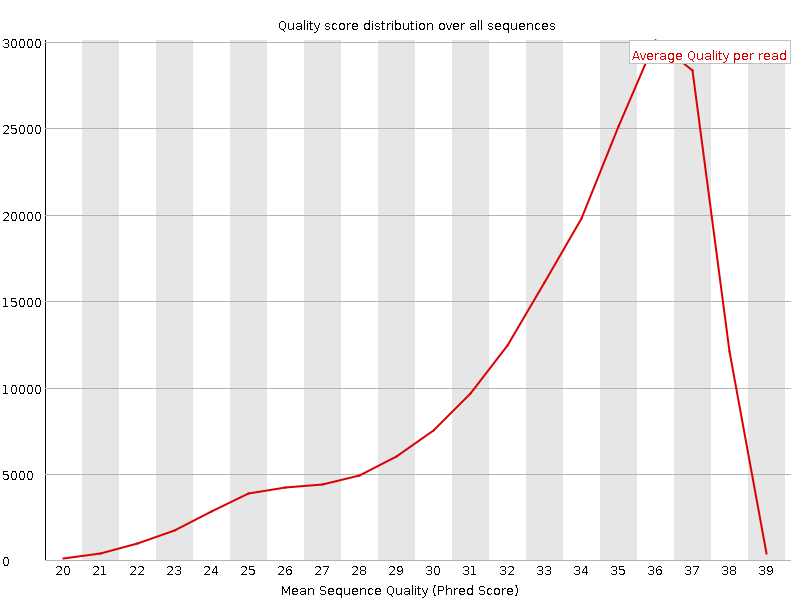 Quality score distribution over all sequences
30000
Average Quality per read
25000
20000
15000
10000
5000
0
20 21 22 23 24 25 26 27 28 29 30 31 32 33 34 35 36 37 38 39
Mean Sequence Quality (Phred Score)